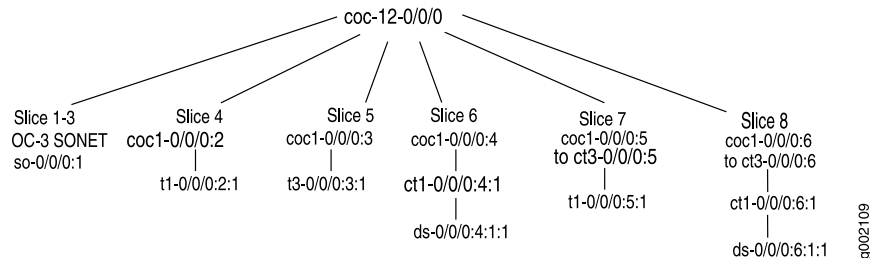 coc-12-0/0/0
Slice 1-3
OC-3 SONET
so-0/0/0:1
Slice 4
coc1-0/0/0:2
t1-0/0/0:2:1
Slice 5
coc1-0/0/0:3
t3-0/0/0:3:1
Slice 6
coc1-0/0/0:4
ct1-0/0/0:4:1
ds-0/0/0:4:1:1
Slice 7
coc1-0/0/0:5
to ct3-0/0/0:5
t1-0/0/0:5:1
Slice 8
coc1-0/0/0:6
to ct3-0/0/0:6
ct1-0/0/0:6:1
ds-0/0/0:6:1:1
g002109